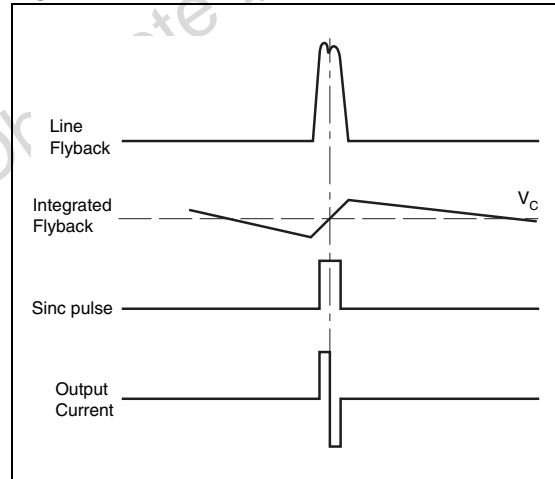 Line
Flyback
Integrated
Flyback
V_C
Sinc pulse
Output
Current